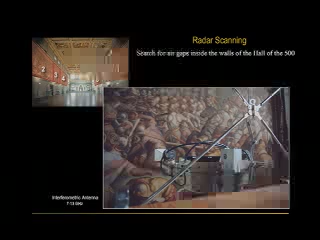 Radar Scanning
Search for air gaps inside the walls of the Hall of the 500
Interferometric Antenna